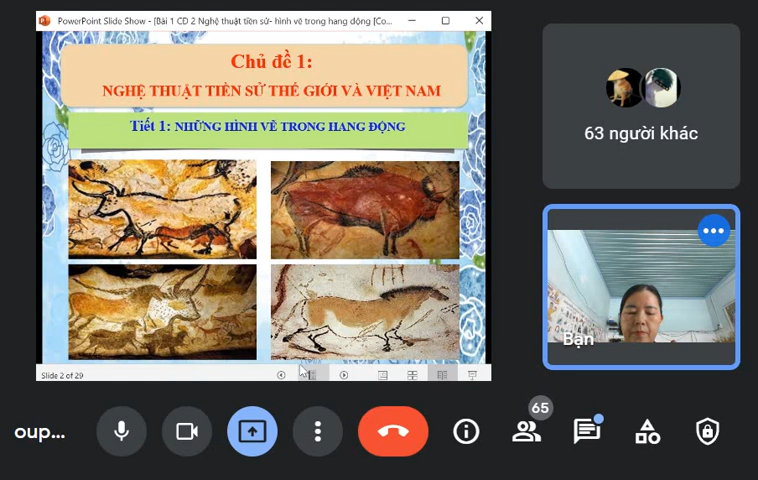 PowerPoint Slide Show - [Bài 1 CD 2 Nghệ thuật tiền sử- hình vẽ trong hang động [Co...
Chủ đề 1:
NGHỆ THUẬT TIỀN SỬ THẾ GIỚI VÀ VIỆT NAM
Tiết 1: NHỮNG HÌNH VẼ TRONG HANG ĐỘNG
Slide 2 of 29
63 người khác
Bạn
oup...
65